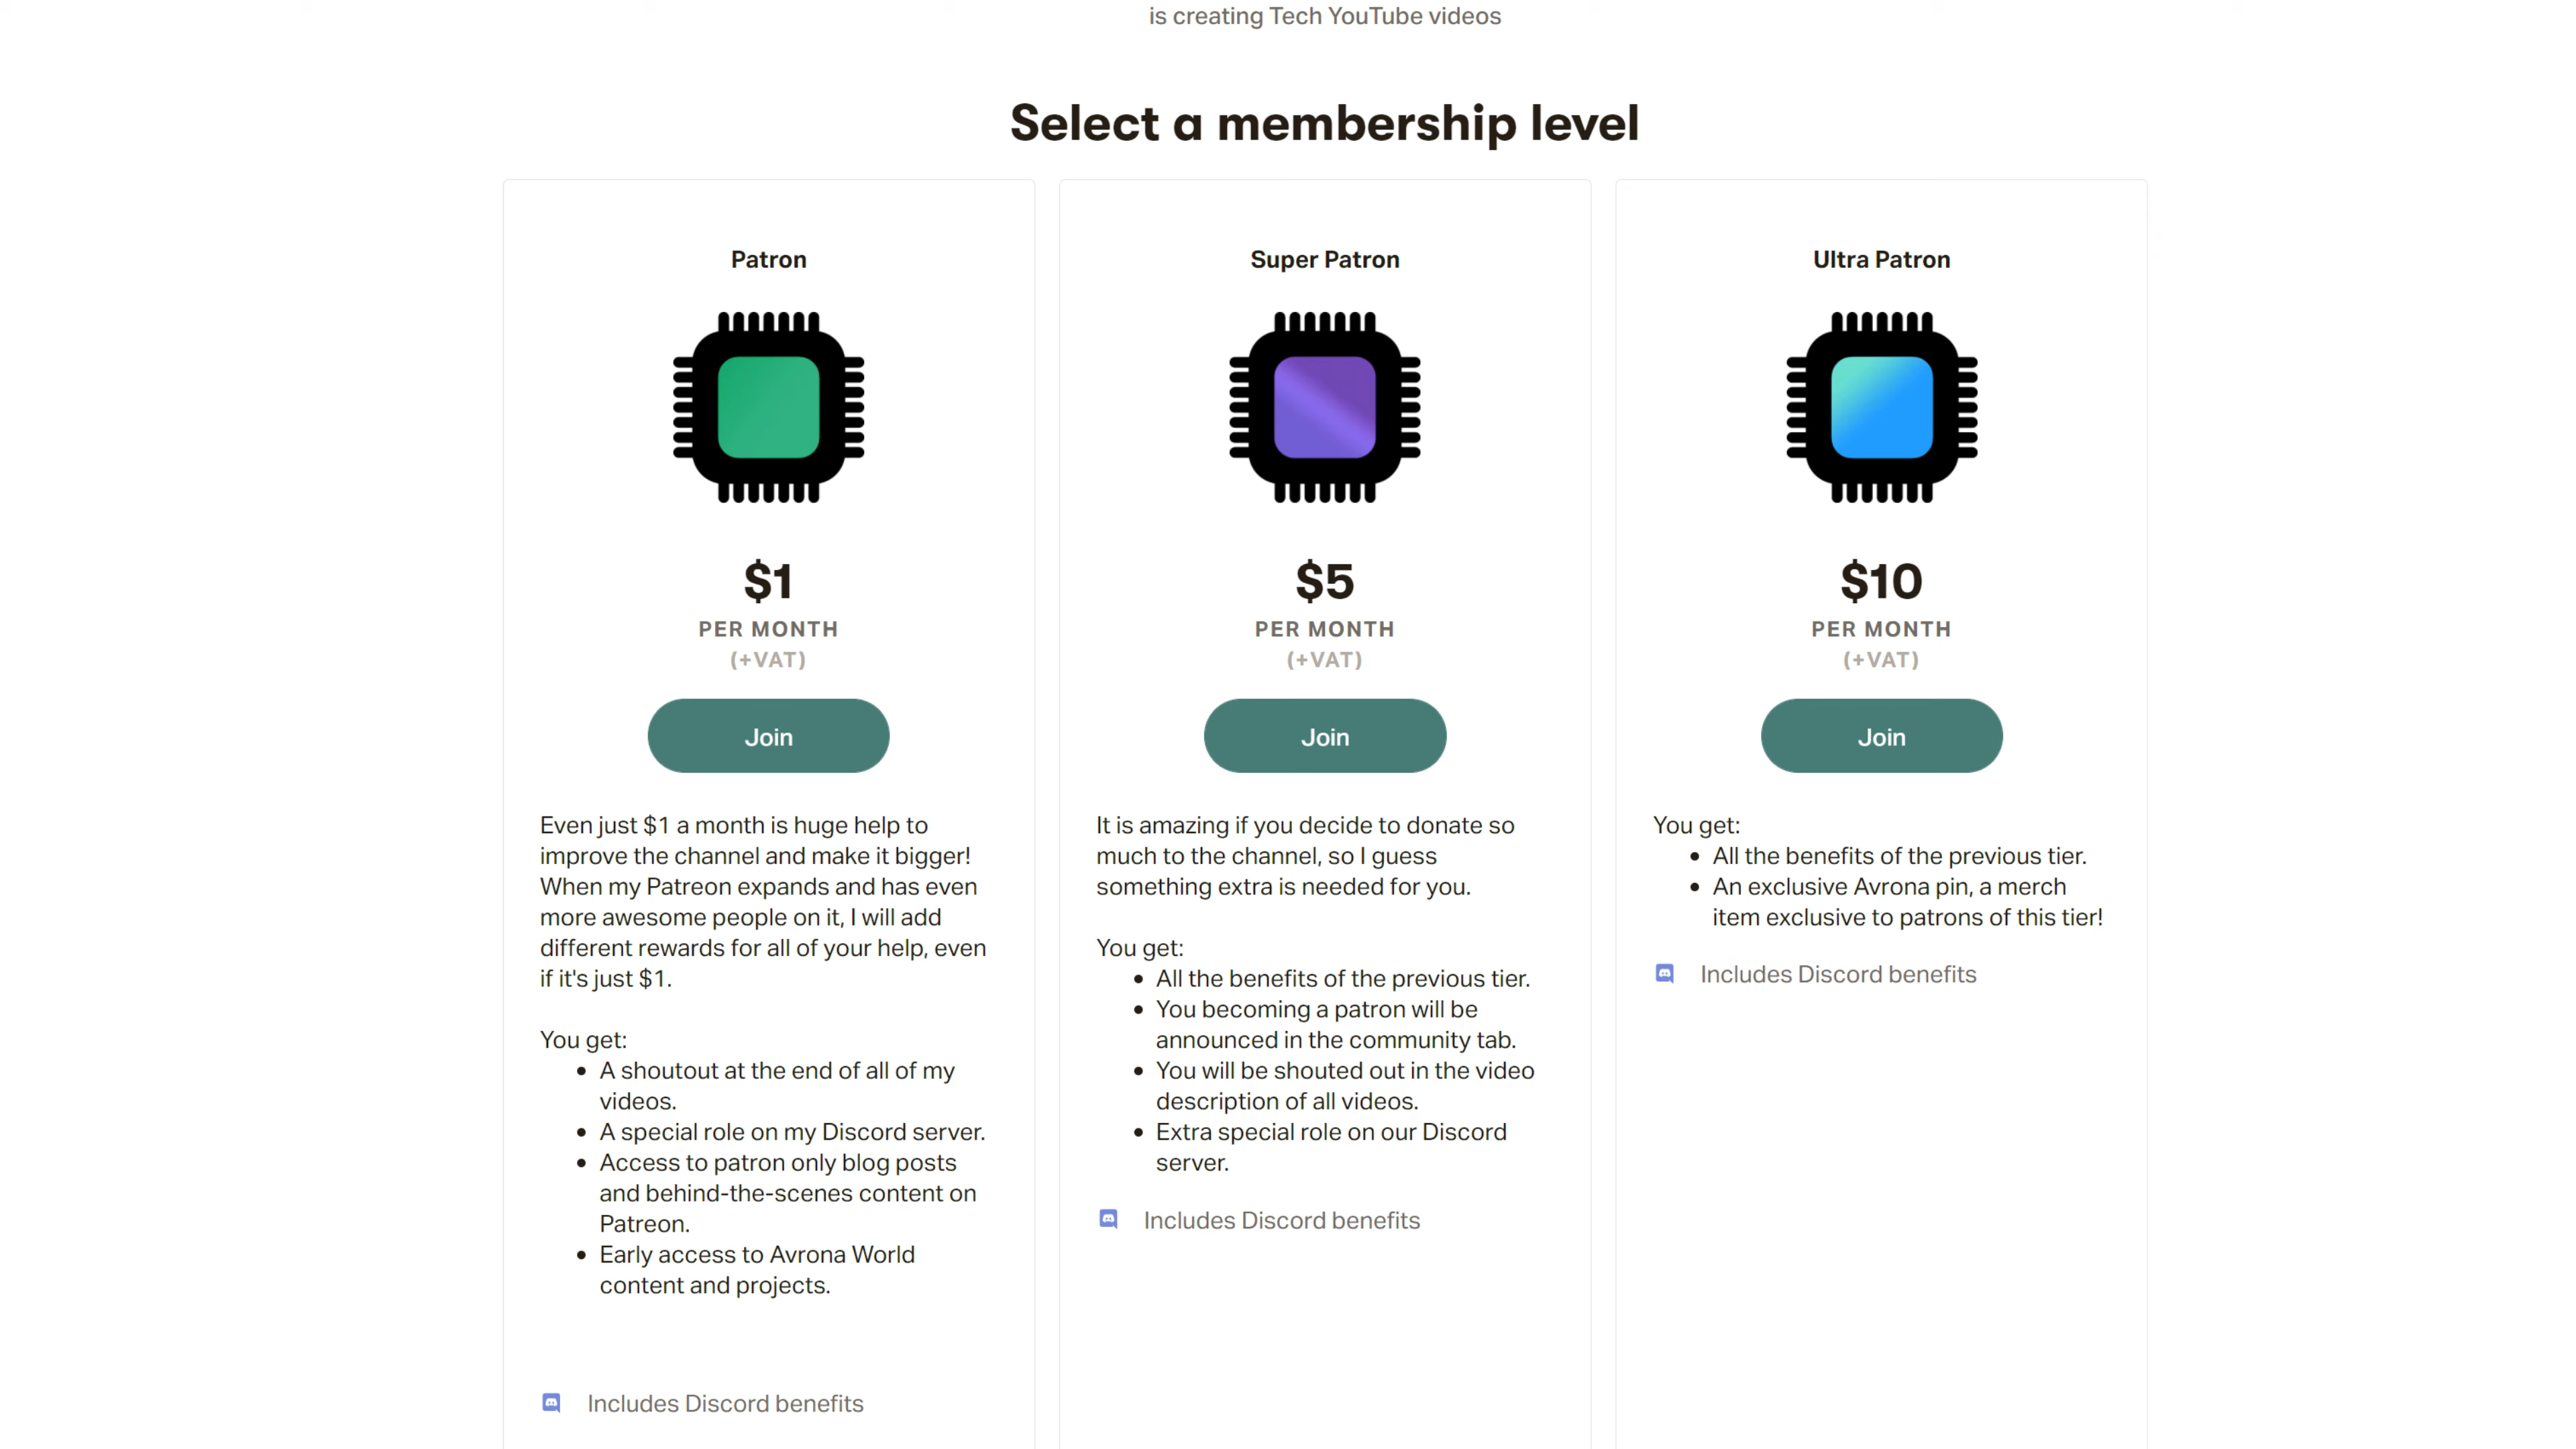 is creating Tech YouTube videos
Select a membership level
Patron
$1
PER MONTH
(+VAT)
Join
Even just $1 a month is huge help to
improve the channel and make it bigger!
When my Patreon expands and has even
more awesome people on it, I will add
different rewards for all of your help, even
if it's just $1.
You get:
• A shoutout at the end of all of my
videos.
• A special role on my Discord server.
• Access to patron only blog posts
and behind-the-scenes content on
Patreon.
• Early access to Avrona World
content and projects.
Includes Discord benefits
Super Patron
$5
PER MONTH
(+VAT)
Join
It is amazing if you decide to donate so
much to the channel, so I guess
something extra is needed for you.
You get:
• All the benefits of the previous tier.
• You becoming a patron will be
announced in the community tab.
• You will be shouted out in the video
description of all videos.
• Extra special role on our Discord
server.
Includes Discord benefits
Ultra Patron
$10
PER MONTH
(+VAT)
Join
You get:
• All the benefits of the previous tier.
• An exclusive Avrona pin, a merch
item exclusive to patrons of this tier!
Includes Discord benefits